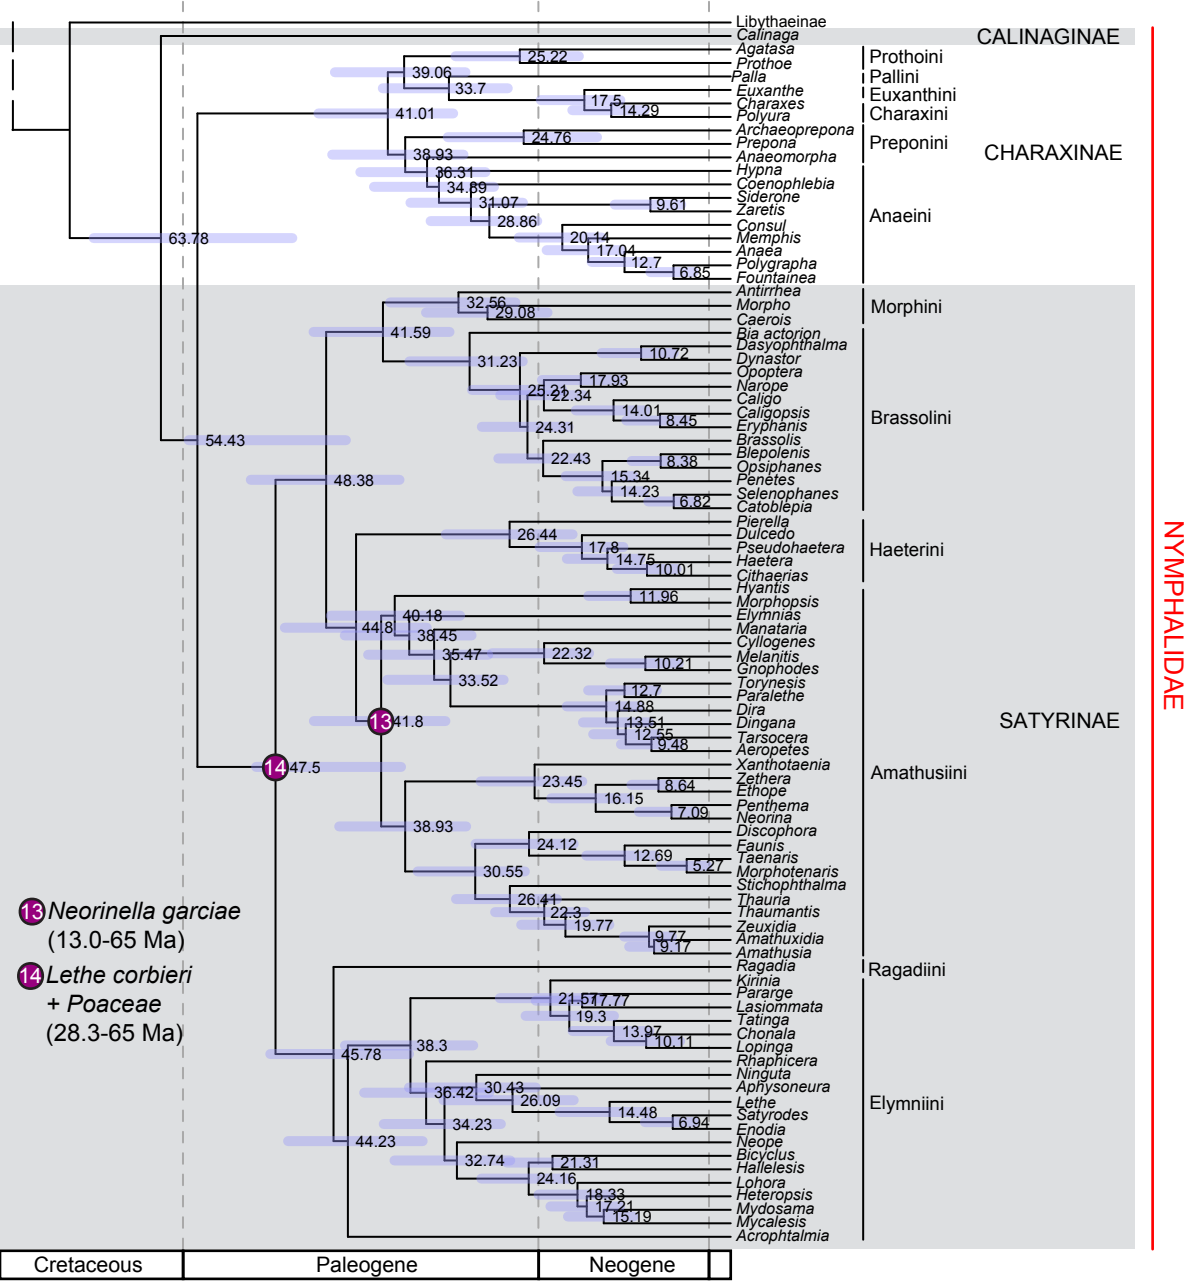 Libythaeinae
Calinaga
CALINAGINAE
Agatasa
25.22
Prothoini
Prothoe
39.06
Palla
Pallini
33.7
Euxanthe
Euxanthini
17.5
Charaxes
14.29
Charaxini
41.01
Polyura
Archaeoprepona
24.76
Prepona
Preponini
38.93
Anaeomorpha
CHARAXINAE
36.31
Hypna
34.89
Coenophlebia
Siderone
31.07
9.61
Zaretis
28.86
Anaeini
Consul
63.78
20.14
Memphis
17.04
Anaea
12.7
Polygrapha
6.85
Fountainea
Antirrhea
32.56
Morpho
Morphini
29.08
Caerois
41.59
Bia actorion
Dasyophthalma
10.72
31.23
Dynastor
Opoptera
17.93
Narope
25.21
22.34
Caligo
14.01
Caligopsis
8.45
Brassolini
24.31
Eryphanis
54.43
Brassolis
Blepolenis
22.43
8.38
Opsiphanes
48.38
15.34
Penetes
14.23
Selenophanes
6.82
Catoblepia
Pierella
26.44
Dulcedo
17.8
Pseudohaetera
Haeterini
14.75
Haetera
10.01
Cithaerias
Hyantis
11.96
Morphopsis
40.18
Elymnias
44.8
38.45
Manataria
Cyllogenes
35.47
22.32
Melanitis
10.21
Gnophodes
33.52
Torynesis
12.7
Paralethe
14.88
Dira
13
41.8
13.51
Dingana
SATYRINAE
12.55
Tarsocera
9.48
Aeropetes
14
47.5
Xanthotaenia
Amathusiini
23.45
Zethera
8.64
Ethope
16.15
Penthema
7.09
Neorina
38.93
Discophora
24.12
Faunis
12.69
Taenaris
5.27
Morphotenaris
30.55
Stichophthalma
26.41
Thauria
22.3
Thaumantis
19.77
Zeuxidia
9.77
Amathuxidia
9.17
Amathusia
Ragadia
Ragadiini
Kirinia
21.57
17.77
Pararge
Lasiommata
19.3
Tatinga
13.97
Chonala
10.11
Lopinga
38.3
45.78
Rhaphicera
Ninguta
36.42
30.43
Aphysoneura
26.09
Lethe
14.48
Satyrodes
6.94
Enodia
Elymniini
34.23
44.23
Neope
32.74
Bicyclus
21.31
Hallelesis
24.16
Lohora
18.33
Heteropsis
17.21
Mydosama
15.19
Mycalesis
Acrophtalmia
NYMPHALIDAE
13 Neorinella garciae
(13.0-65 Ma)
14 Lethe corbieri
+ Poaceae
(28.3-65 Ma)
Cretaceous
Paleogene
Neogene